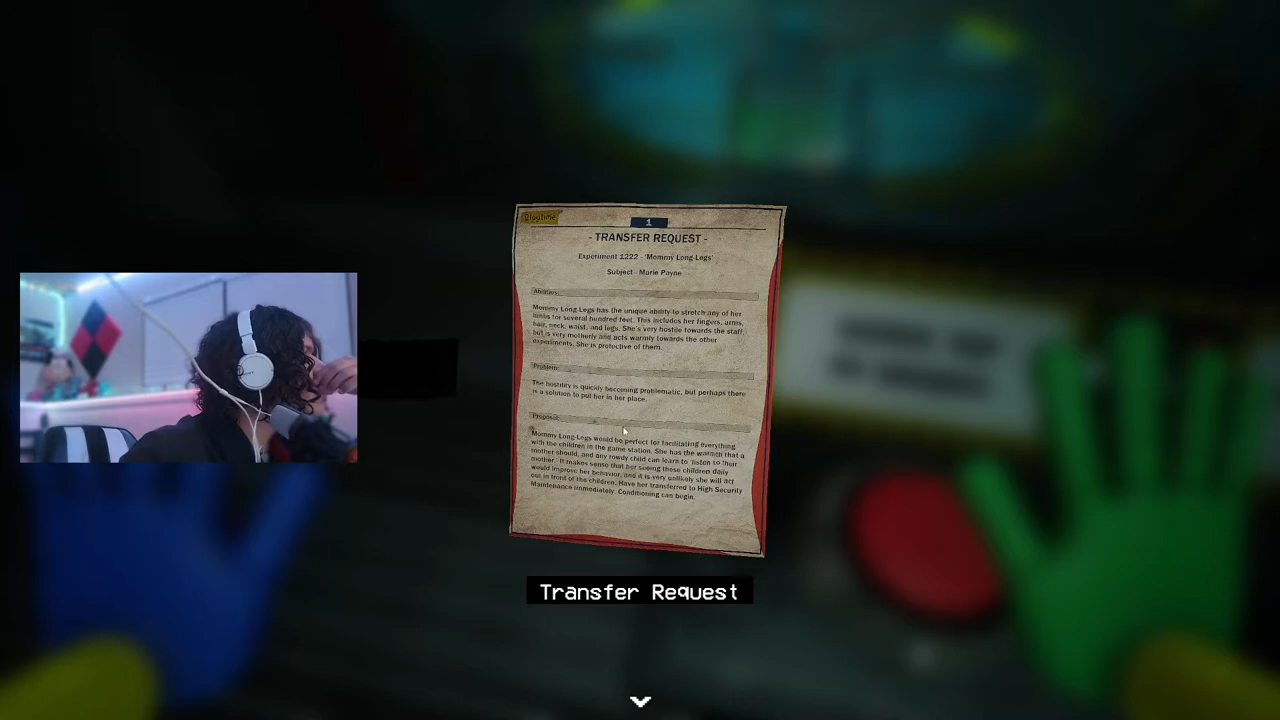 Playtime
1
- TRANSFER REQUEST -
Experiment 1222 - 'Mommy Long Legs'
Subject - Marie Payne
Abilities:
Mommy Long Legs has the unique ability to stretch any of her
limbs for several hundred feet. This includes her fingers, arms,
hair, neck, waist, and legs. She's very hostile towards the staff,
but is very motherly and acts warmly towards the other
experiments. She is protective of them.
Problem:
The hostility is quickly becoming problematic, but perhaps there
is a solution to put her in her place.
Proposal:
Mommy Long-Legs would be perfect for facilitating everything
with the children in the game station. She has the warmth that a
mother should, and any rowdy child can learn to 'listen to their
mother.' It makes sense that her seeing these children daily
would improve her behavior, and it is very unlikely she will act
out in front of the children. Have her transferred to High Security
Maintenance immediately. Conditioning can begin.
Transfer Request